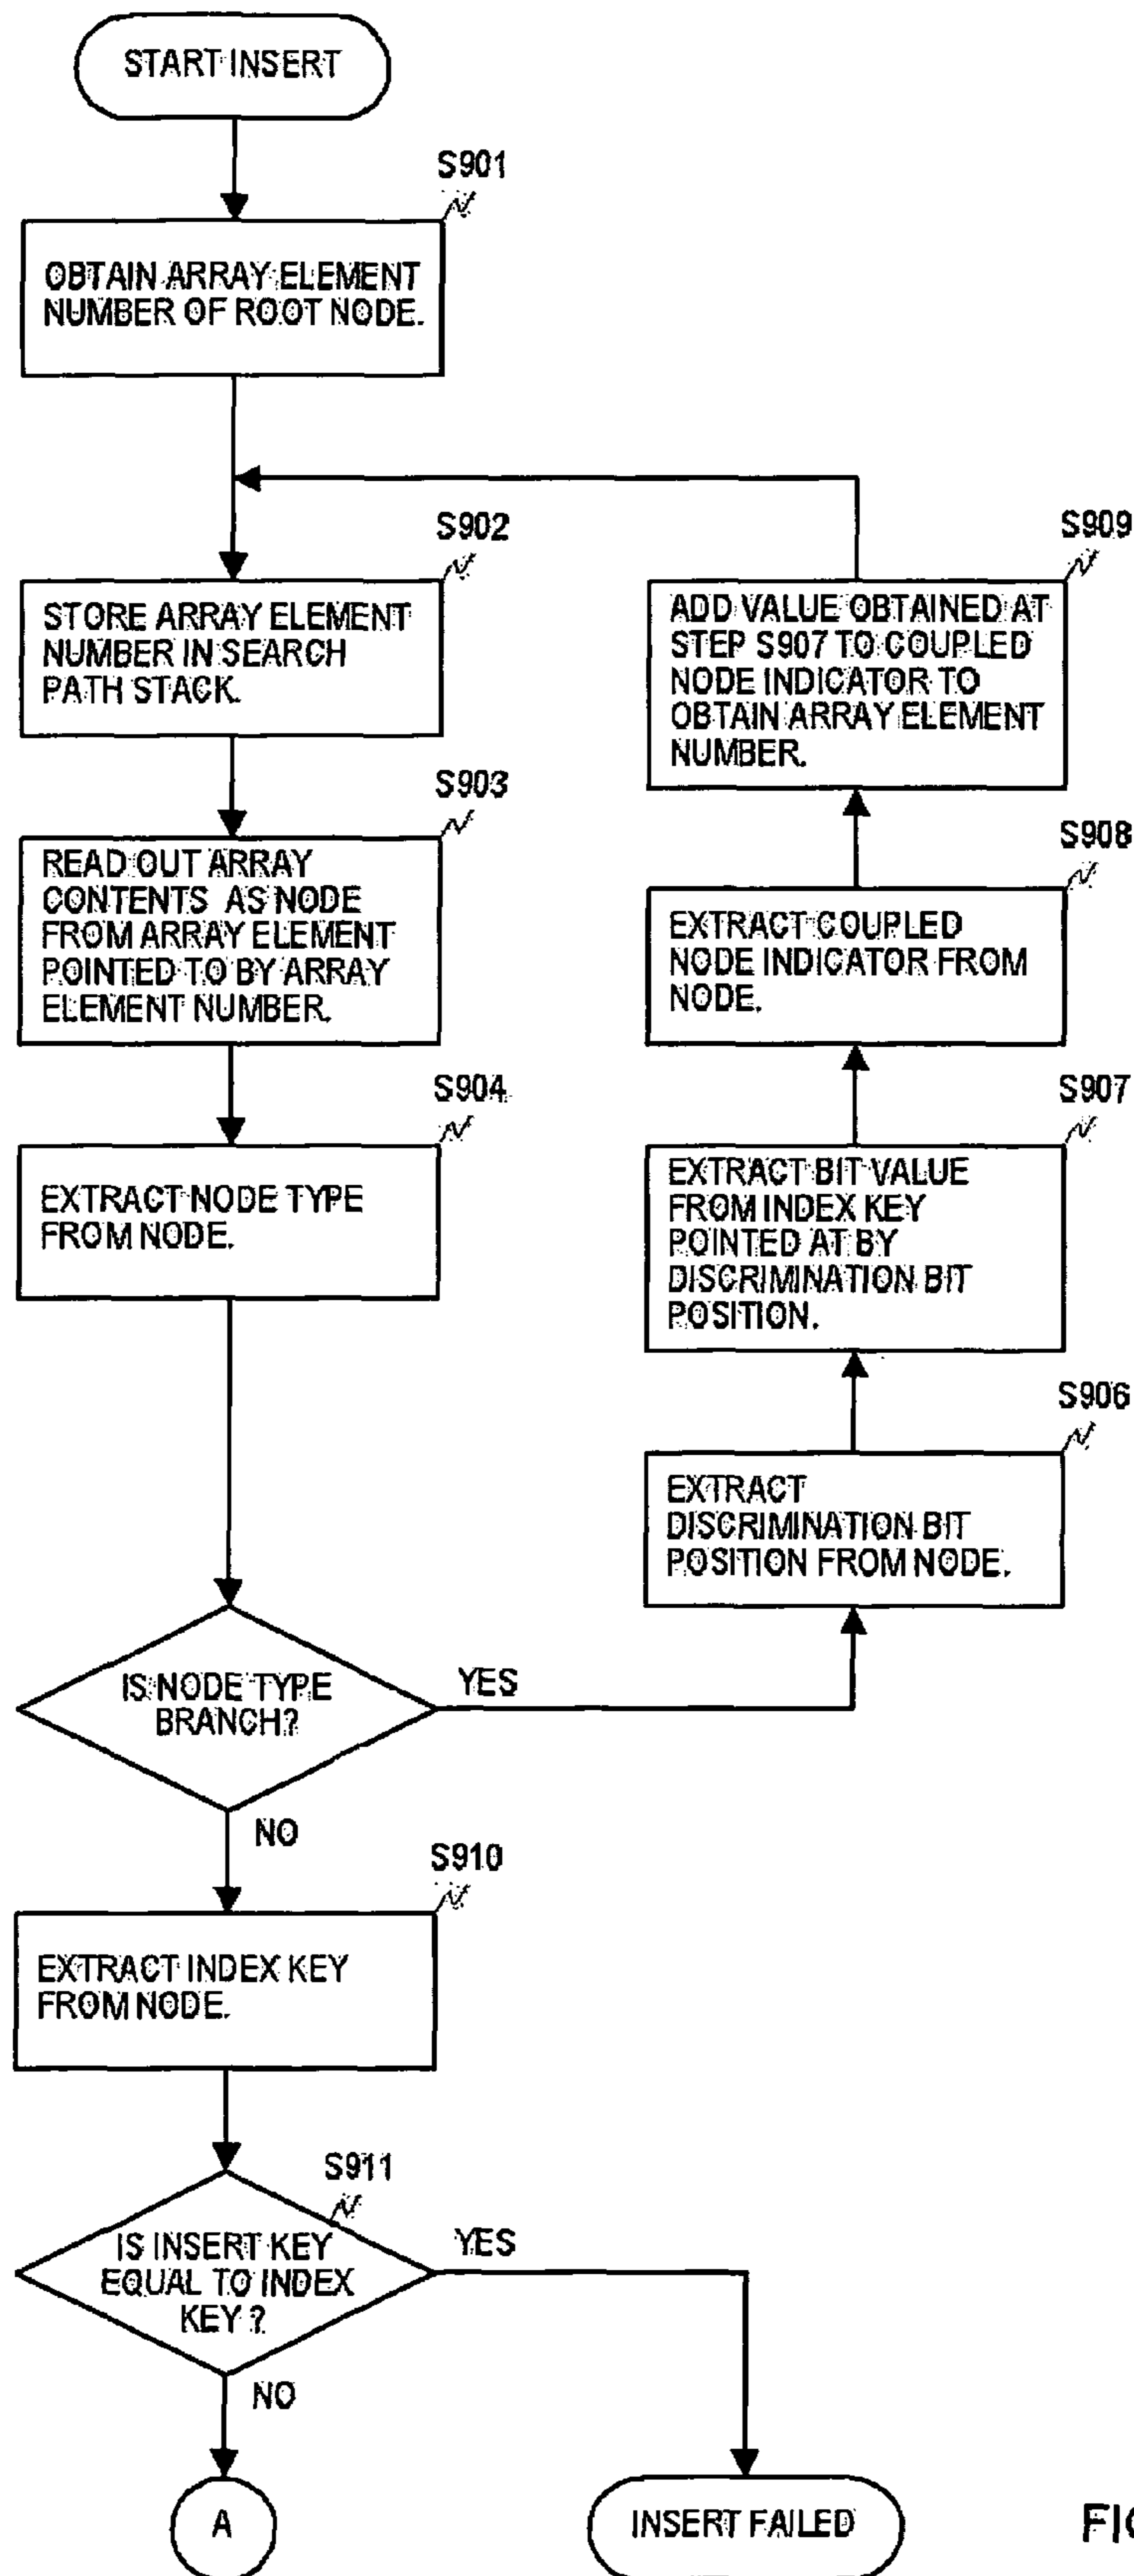 START INSERT
S901
OBTAIN ARRAY ELEMENT
NUMBER OF ROOT NODE.
S902
STORE ARRAY ELEMENT
NUMBER IN SEARCH
PATH STACK.
S903
READ OUT ARRAY
CONTENTS AS NODE
FROM ARRAY ELEMENT
POINTED TO BY ARRAY
ELEMENT NUMBER.
S904
EXTRACT NODE TYPE
FROM NODE.
IS NODE TYPE
BRANCH?
YES
NO
S906
EXTRACT
DISCRIMINATION BIT
POSITION FROM NODE.
S907
EXTRACT BIT VALUE
FROM INDEX KEY
POINTED AT BY
DISCRIMINATION BIT
POSITION.
S908
EXTRACT COUPLED
NODE INDICATOR FROM
NODE.
S909
ADD VALUE OBTAINED AT
STEP S907 TO COUPLED
NODE INDICATOR TO
OBTAIN ARRAY ELEMENT
NUMBER.
S910
EXTRACT INDEX KEY
FROM NODE.
S911
IS INSERT KEY
EQUAL TO INDEX
KEY ?
YES
NO
A
INSERT FAILED